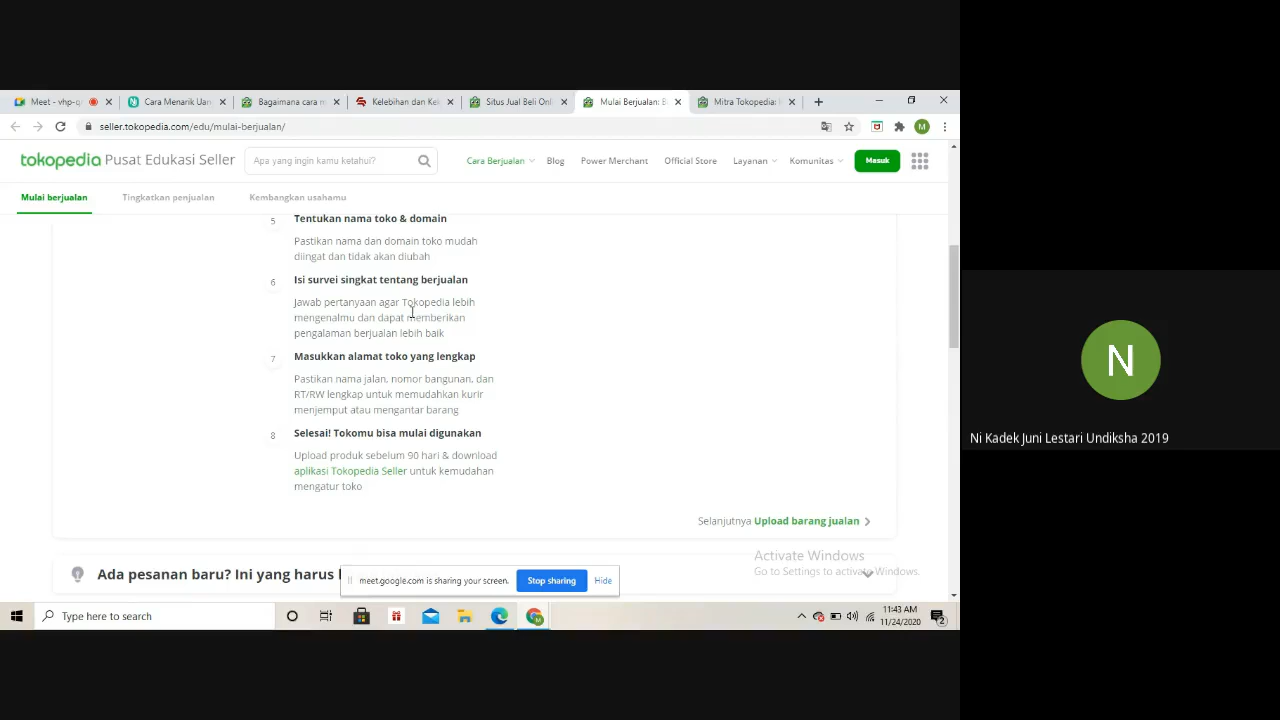 Meet - vhp-q
Cara Menarik Uan
Bagaimana cara m
Kelebihan dan Kek
Situs Jual Beli Onl
Mulai Berjualan: B
Mitra Tokopedia: 
seller.tokopedia.com/edu/mulai-berjualan/
M
tokopedia Pusat Edukasi Seller
Apa yang ingin kamu ketahui?
Cara Berjualan
Blog
Power Merchant
Official Store
Layanan
Komunitas
Masuk
Mulai berjualan
Tingkatkan penjualan
Kembangkan usahamu
5 Tentukan nama toko & domain
Pastikan nama dan domain toko mudah
diingat dan tidak akan diubah
6 Isi survei singkat tentang berjualan
Jawab pertanyaan agar Tokopedia lebih
mengenalmu dan dapat memberikan
pengalaman berjualan lebih baik
7 Masukkan alamat toko yang lengkap
Pastikan nama jalan, nomor bangunan, dan
RT/RW lengkap untuk memudahkan kurir
menjemput atau mengantar barang
8 Selesai! Tokomu bisa mulai digunakan
Upload produk sebelum 90 hari & download
aplikasi Tokopedia Seller untuk kemudahan
mengatur toko
Selanjutnya Upload barang jualan
Activate Windows
Go to Settings to activate Windows.
Ada pesanan baru? Ini yang harus
meet.google.com is sharing your screen.
Stop sharing
Hide
Type here to search
11:43 AM
11/24/2020
2
N
Ni Kadek Juni Lestari Undiksha 2019